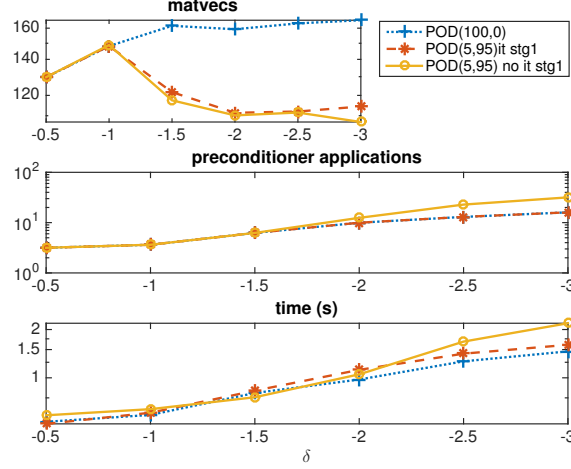 matvecs
160
140
120
-0.5 -1 -1.5 -2 -2.5 -3
POD(100,0)
POD(5,95)it stg1
POD(5,95) no it stg1
preconditioner applications
10^2
10^1
10^0
-0.5 -1 -1.5 -2 -2.5 -3
time (s)
2
1.5
1
-0.5 -1 -1.5 -2 -2.5 -3
δ